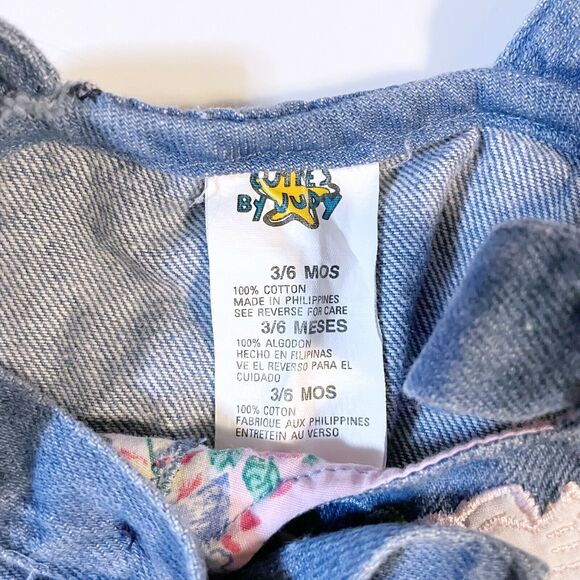 CUTIES
BY JUDY
3/6 MOS
100% COTTON
MADE IN PHILIPPINES
SEE REVERSE FOR CARE
3/6 MESES
100% ALGODON
HECHO EN FILIPINAS
VE EL REVERSO PARA EL
CUIDADO
3/6 MOS
100% COTON
FABRIQUE AUX PHILIPPINES
ENTRETEIN AU VERSO